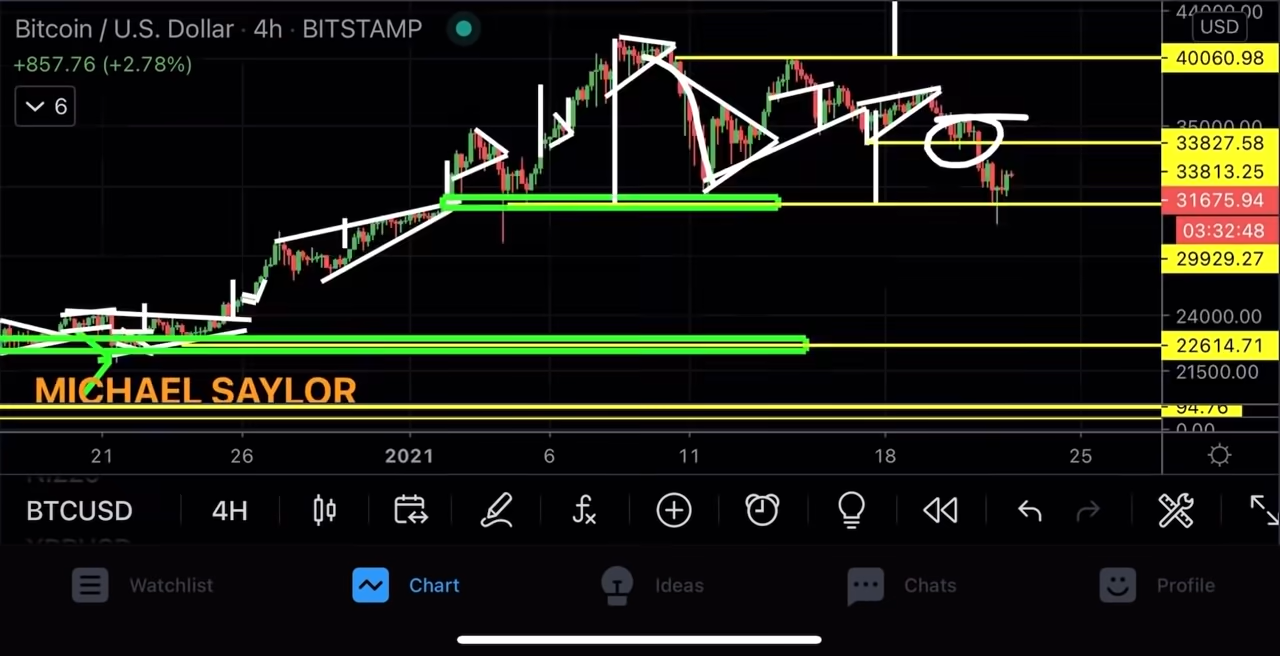 Bitcoin / U.S. Dollar · 4h · BITSTAMP
+857.76 (+2.78%)
6
44000.00
USD
40060.98
35000.00
33827.58
33813.25
31675.94
03:32:48
29929.27
24000.00
22614.71
21500.00
94.76
0.00
MICHAEL SAYLOR
21 26 2021 6 11 18 25
BTCUSD 4H
Watchlist Chart Ideas Chats Profile